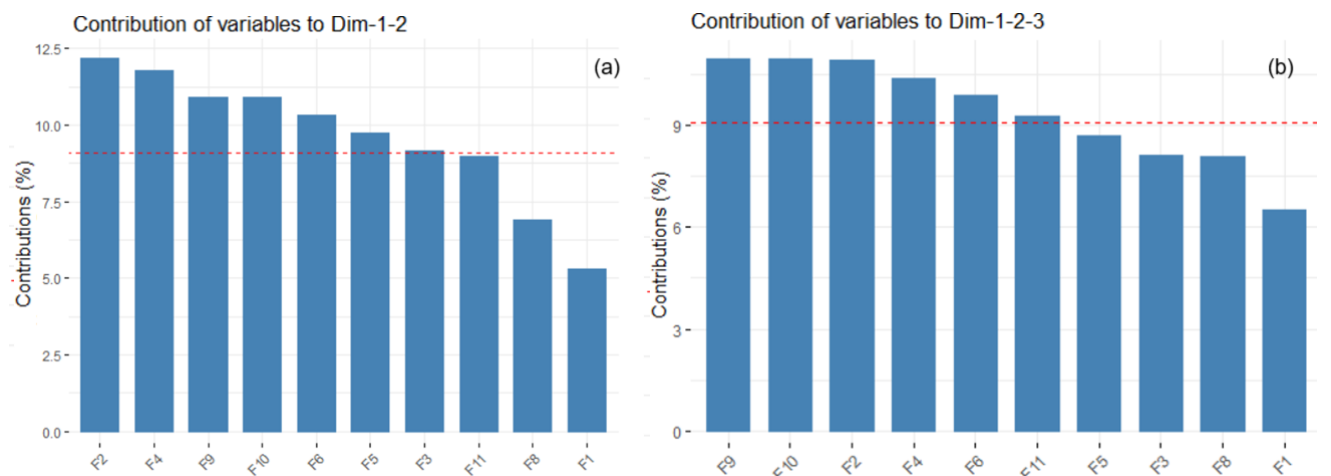 Contribution of variables to Dim-1-2
(a)
Contributions (%)
12.5
10.0
7.5
5.0
2.5
0.0
F2 F4 F9 F10 F6 F5 F3 F11 F8 F1
Contribution of variables to Dim-1-2-3
(b)
Contributions (%)
9
6
3
0
F9 F10 F2 F4 F6 F11 F5 F3 F8 F1